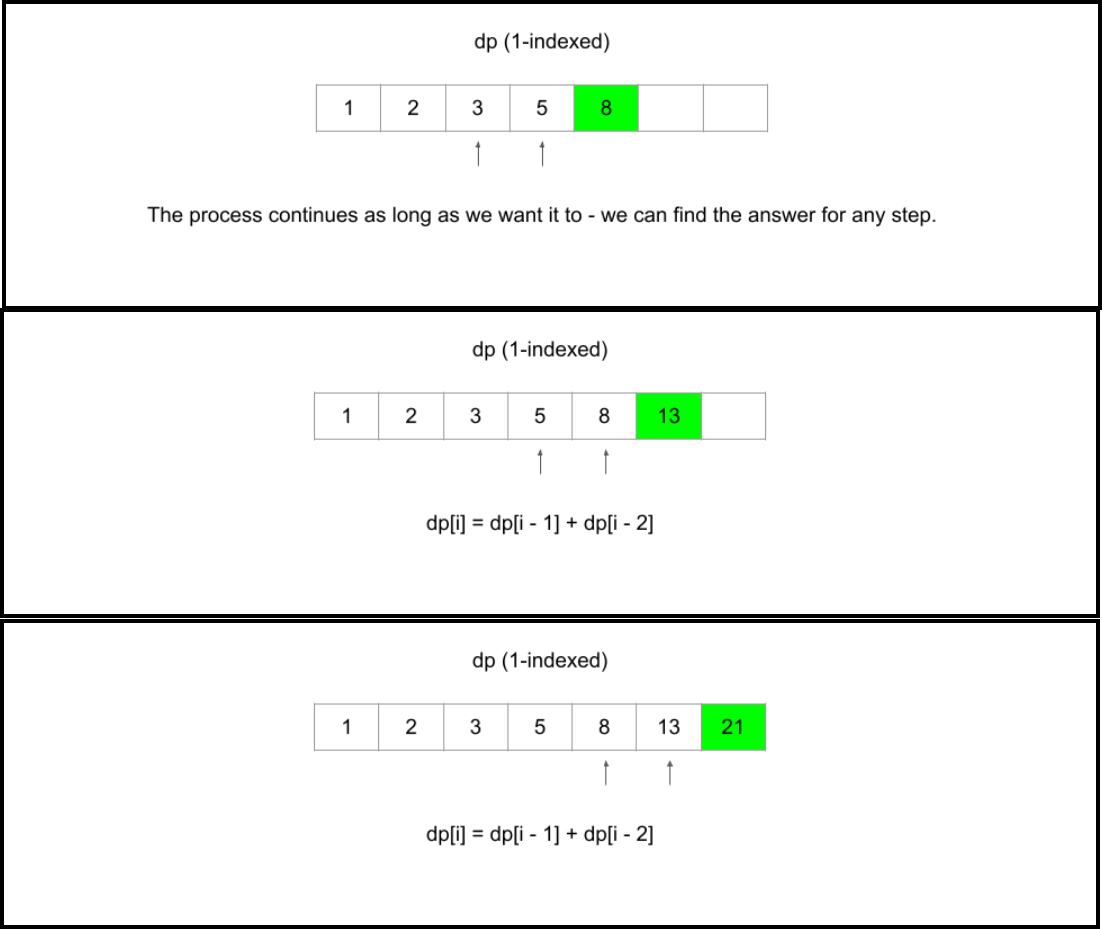 dp (1-indexed)
1 2 3 5 8
The process continues as long as we want it to - we can find the answer for any step.
dp (1-indexed)
1 2 3 5 8 13
dp[i] = dp[i - 1] + dp[i - 2]
dp (1-indexed)
1 2 3 5 8 13 21
dp[i] = dp[i - 1] + dp[i - 2]